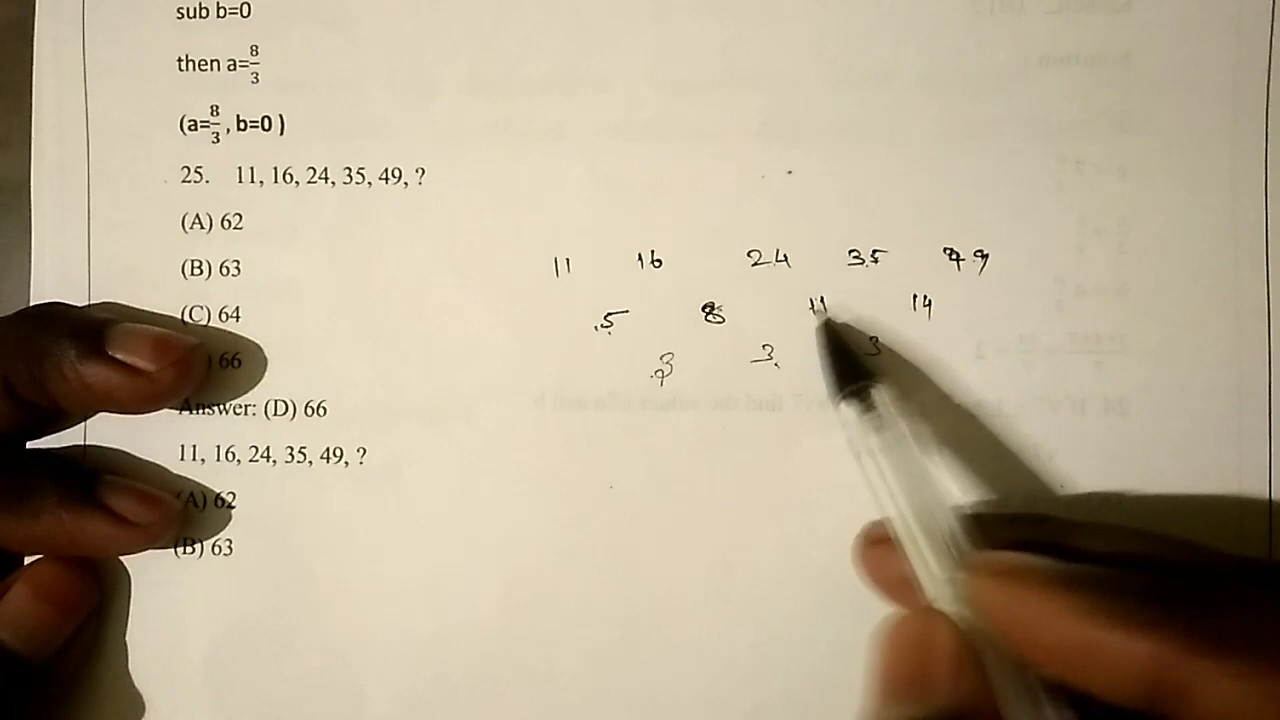 sub b=0
then a=8/3
(a=8/3, b=0 )
25. 11, 16, 24, 35, 49, ?
(A) 62
(B) 63
(C) 64
) 66
Answer: (D) 66
11, 16, 24, 35, 49, ?
(A) 62
(B) 63
11 16 24 35 49
5 8 11 14
3 3 3